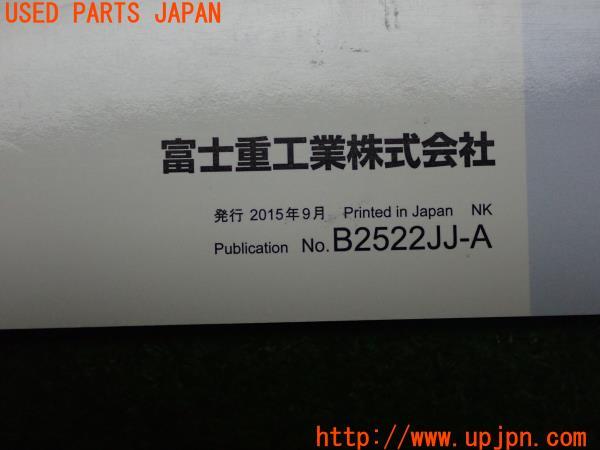 USED PARTS JAPAN
富士重工業株式会社
発行 2015年9月 Printed in Japan NK
Publication No.B2522JJ-A
http://www.upjpn.com/